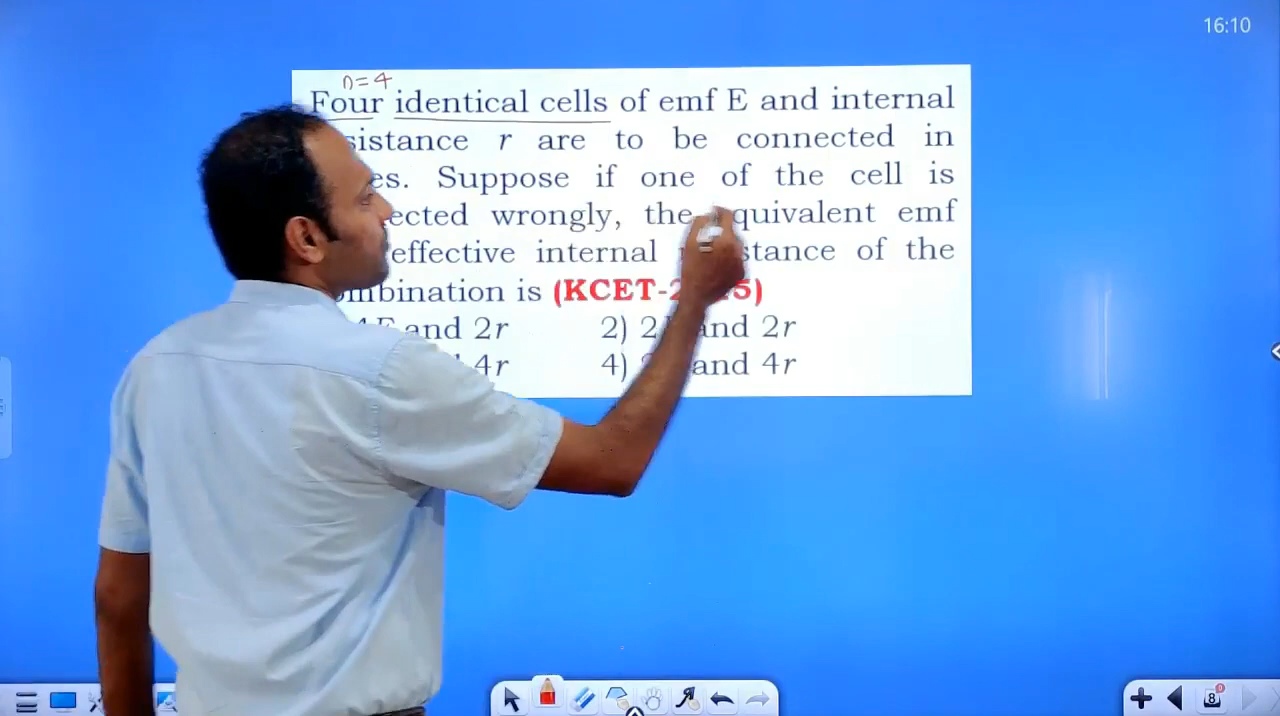 16:10
n=4
Four identical cells of emf E and internal
sistance r are to be connected in
es. Suppose if one of the cell is
ected wrongly, the quivalent emf
effective internal stance of the
mbination is (KCET-2 5)
and 2r 2) 2 and 2r
4r 4) and 4r
8